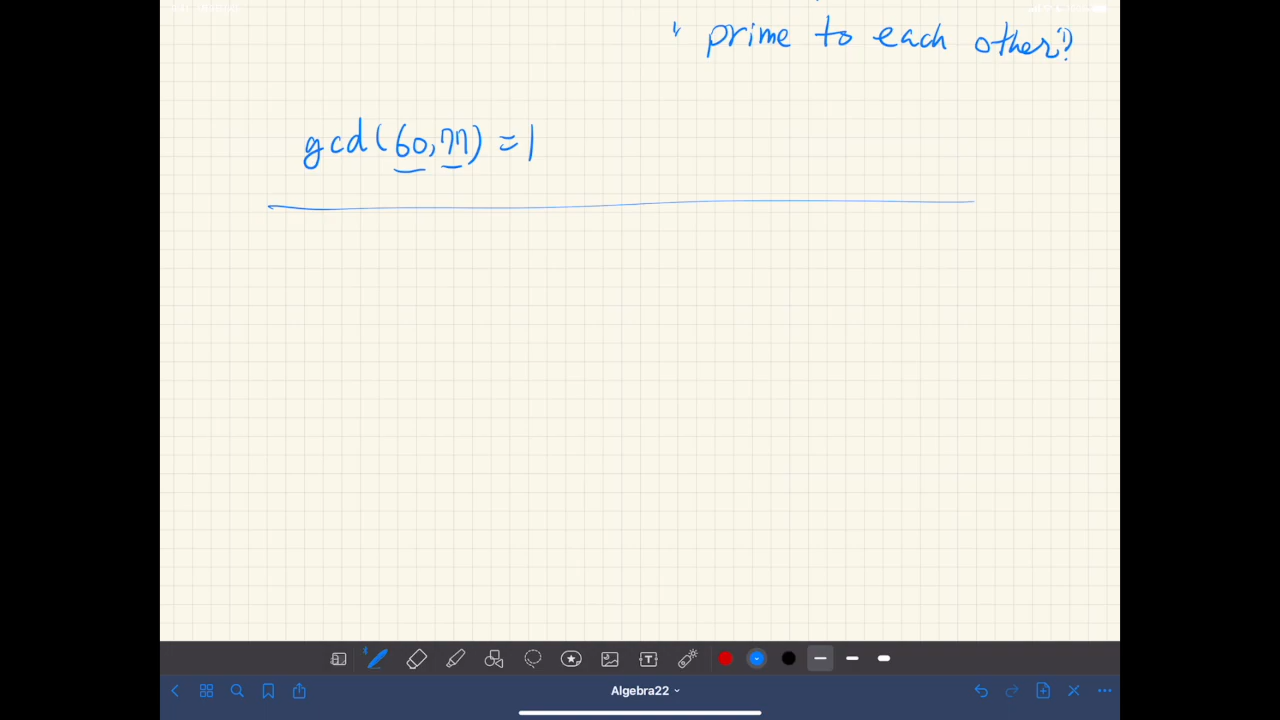 prime to each other?
gcd(60,77)=1
Algebra22